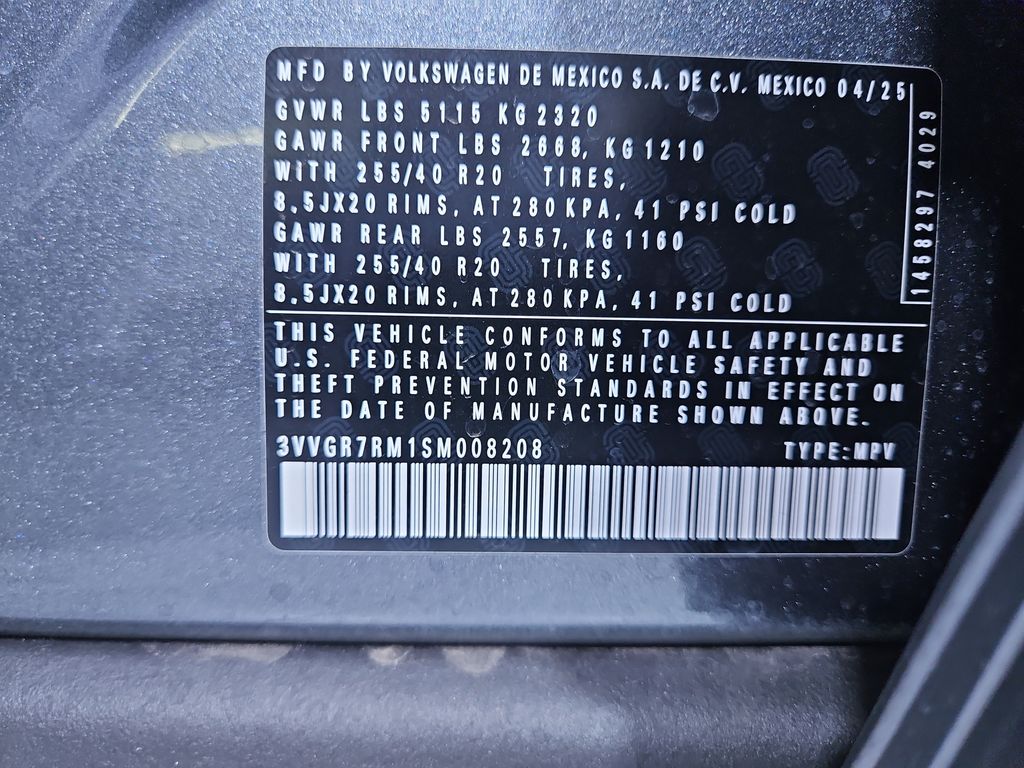 MFD BY VOLKSWAGEN DE MEXICO S.A. DE C.V. MEXICO 04/25
GVWR LBS 5115 KG 2320
GAWR FRONT LBS 2668, KG 1210
WITH 255/40 R20 TIRES,
8.5JX20 RIMS, AT 280 KPA, 41 PSI COLD
GAWR REAR LBS 2557, KG 1160
WITH 255/40 R20 TIRES,
8.5JX20 RIMS, AT 280 KPA, 41 PSI COLD
1458297 4029
THIS VEHICLE CONFORMS TO ALL APPLICABLE
U.S. FEDERAL MOTOR VEHICLE SAFETY AND
THEFT PREVENTION STANDARDS IN EFFECT ON
THE DATE OF MANUFACTURE SHOWN ABOVE.
3VVGR7RM1SM008208 TYPE:MPV